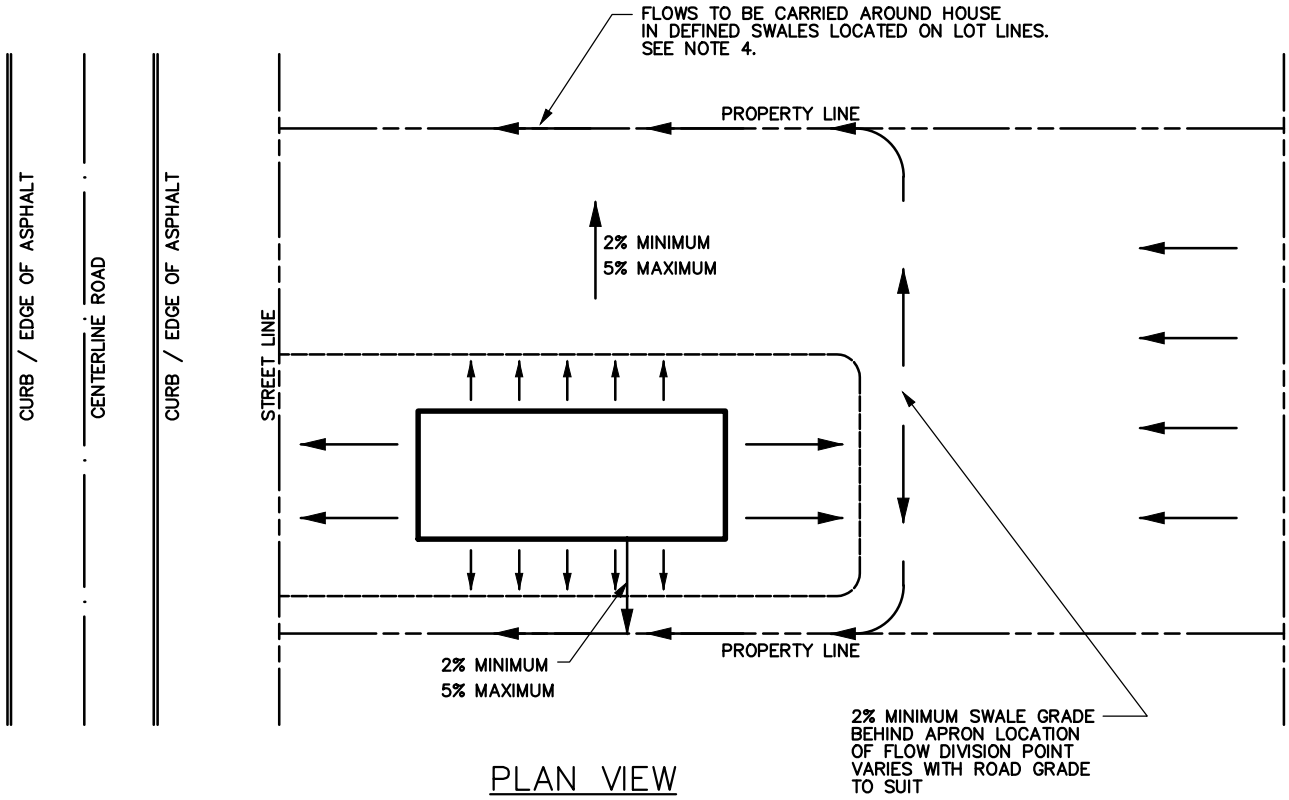 FLOWS TO BE CARRIED AROUND HOUSE
IN DEFINED SWALES LOCATED ON LOT LINES.
SEE NOTE 4.
PROPERTY LINE
CURB / EDGE OF ASPHALT
CENTERLINE ROAD
CURB / EDGE OF ASPHALT
STREET LINE
2% MINIMUM
5% MAXIMUM
2% MINIMUM
5% MAXIMUM
PROPERTY LINE
2% MINIMUM SWALE GRADE
BEHIND APRON LOCATION
OF FLOW DIVISION POINT
VARIES WITH ROAD GRADE
TO SUIT
PLAN VIEW